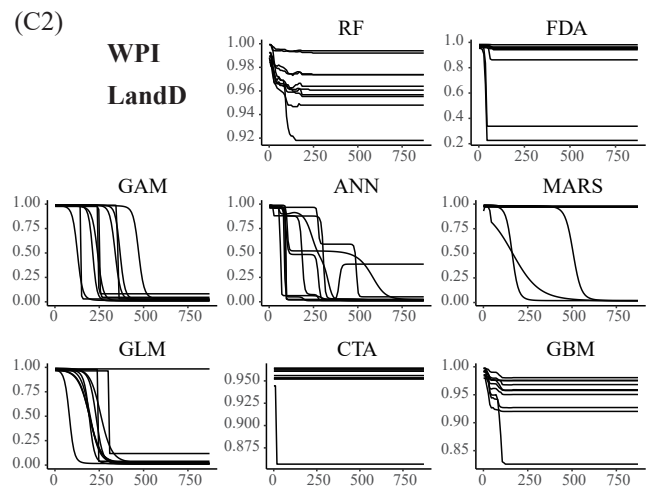 (C2)
WPI
LandD
RF
1.00
0.98
0.96
0.94
0.92
0 250 500 750
FDA
1.0
0.8
0.6
0.4
0.2
0 250 500 750
GAM
1.00
0.75
0.50
0.25
0.00
0 250 500 750
ANN
1.00
0.75
0.50
0.25
0.00
0 250 500 750
MARS
1.00
0.75
0.50
0.25
0.00
0 250 500 750
GLM
1.00
0.75
0.50
0.25
0.00
0 250 500 750
CTA
0.950
0.925
0.900
0.875
0 250 500 750
GBM
1.00
0.95
0.90
0.85
0 250 500 750